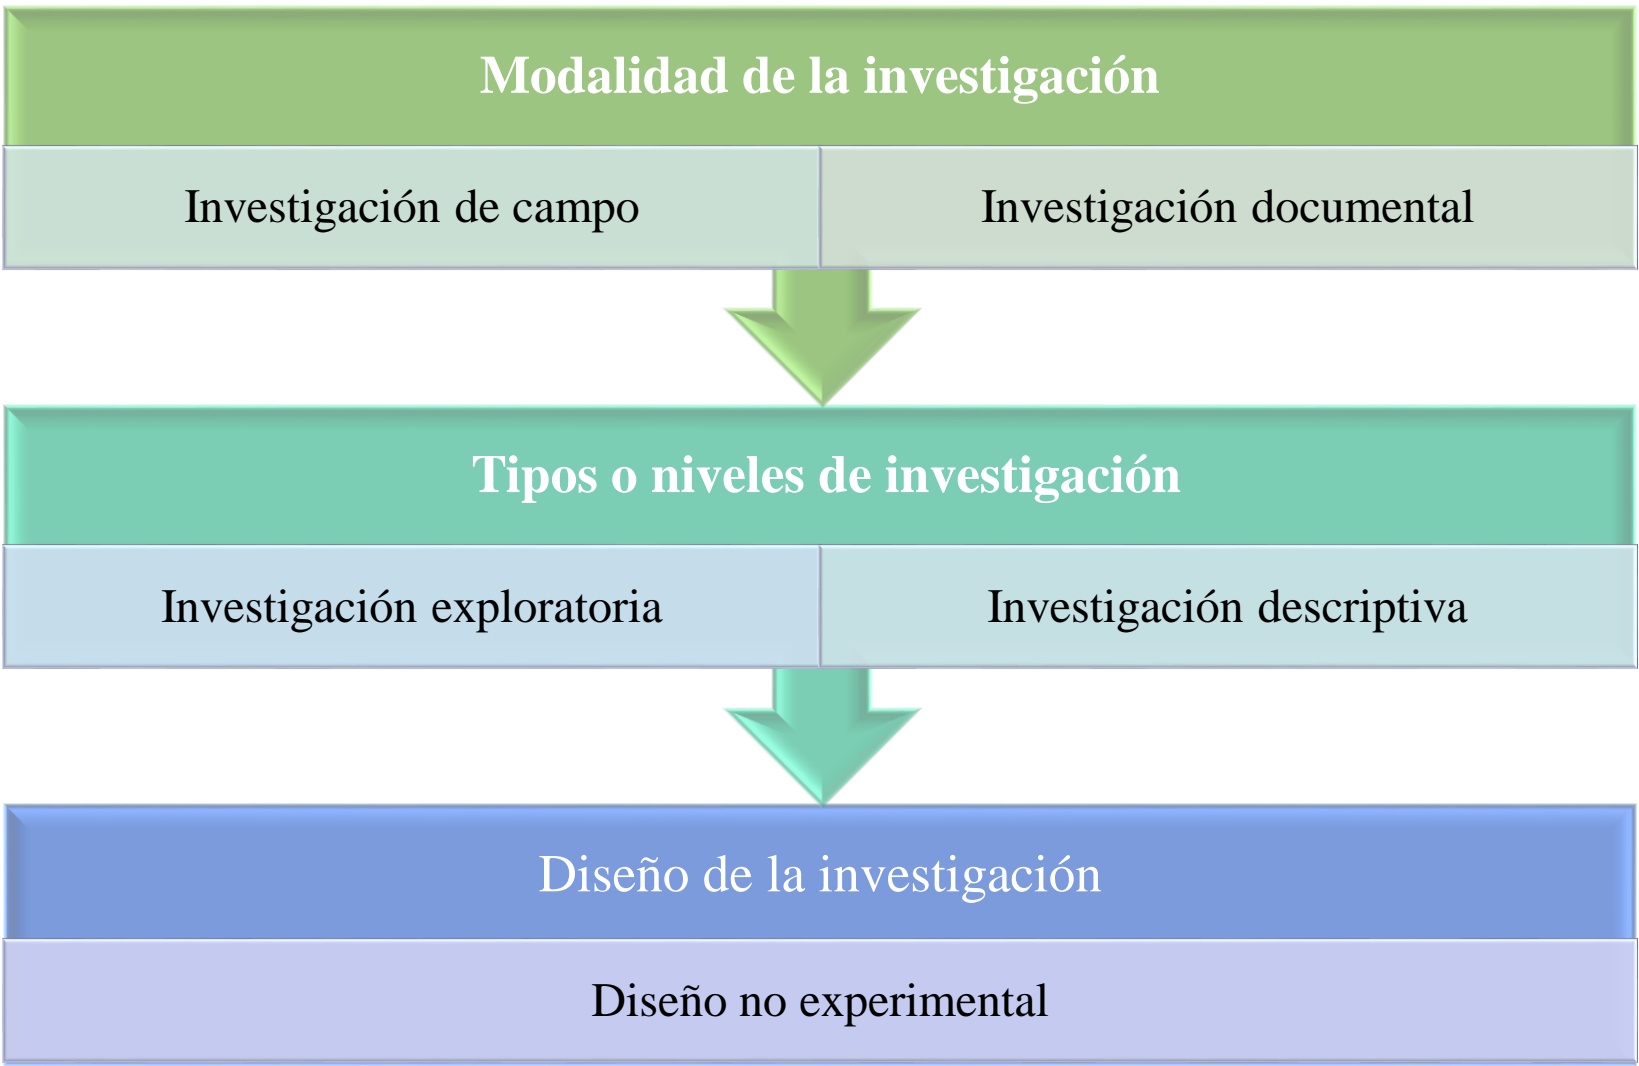 Modalidad de la investigación
Investigación de campo
Investigación documental
Tipos o niveles de investigación
Investigación exploratoria
Investigación descriptiva
Diseño de la investigación
Diseño no experimental